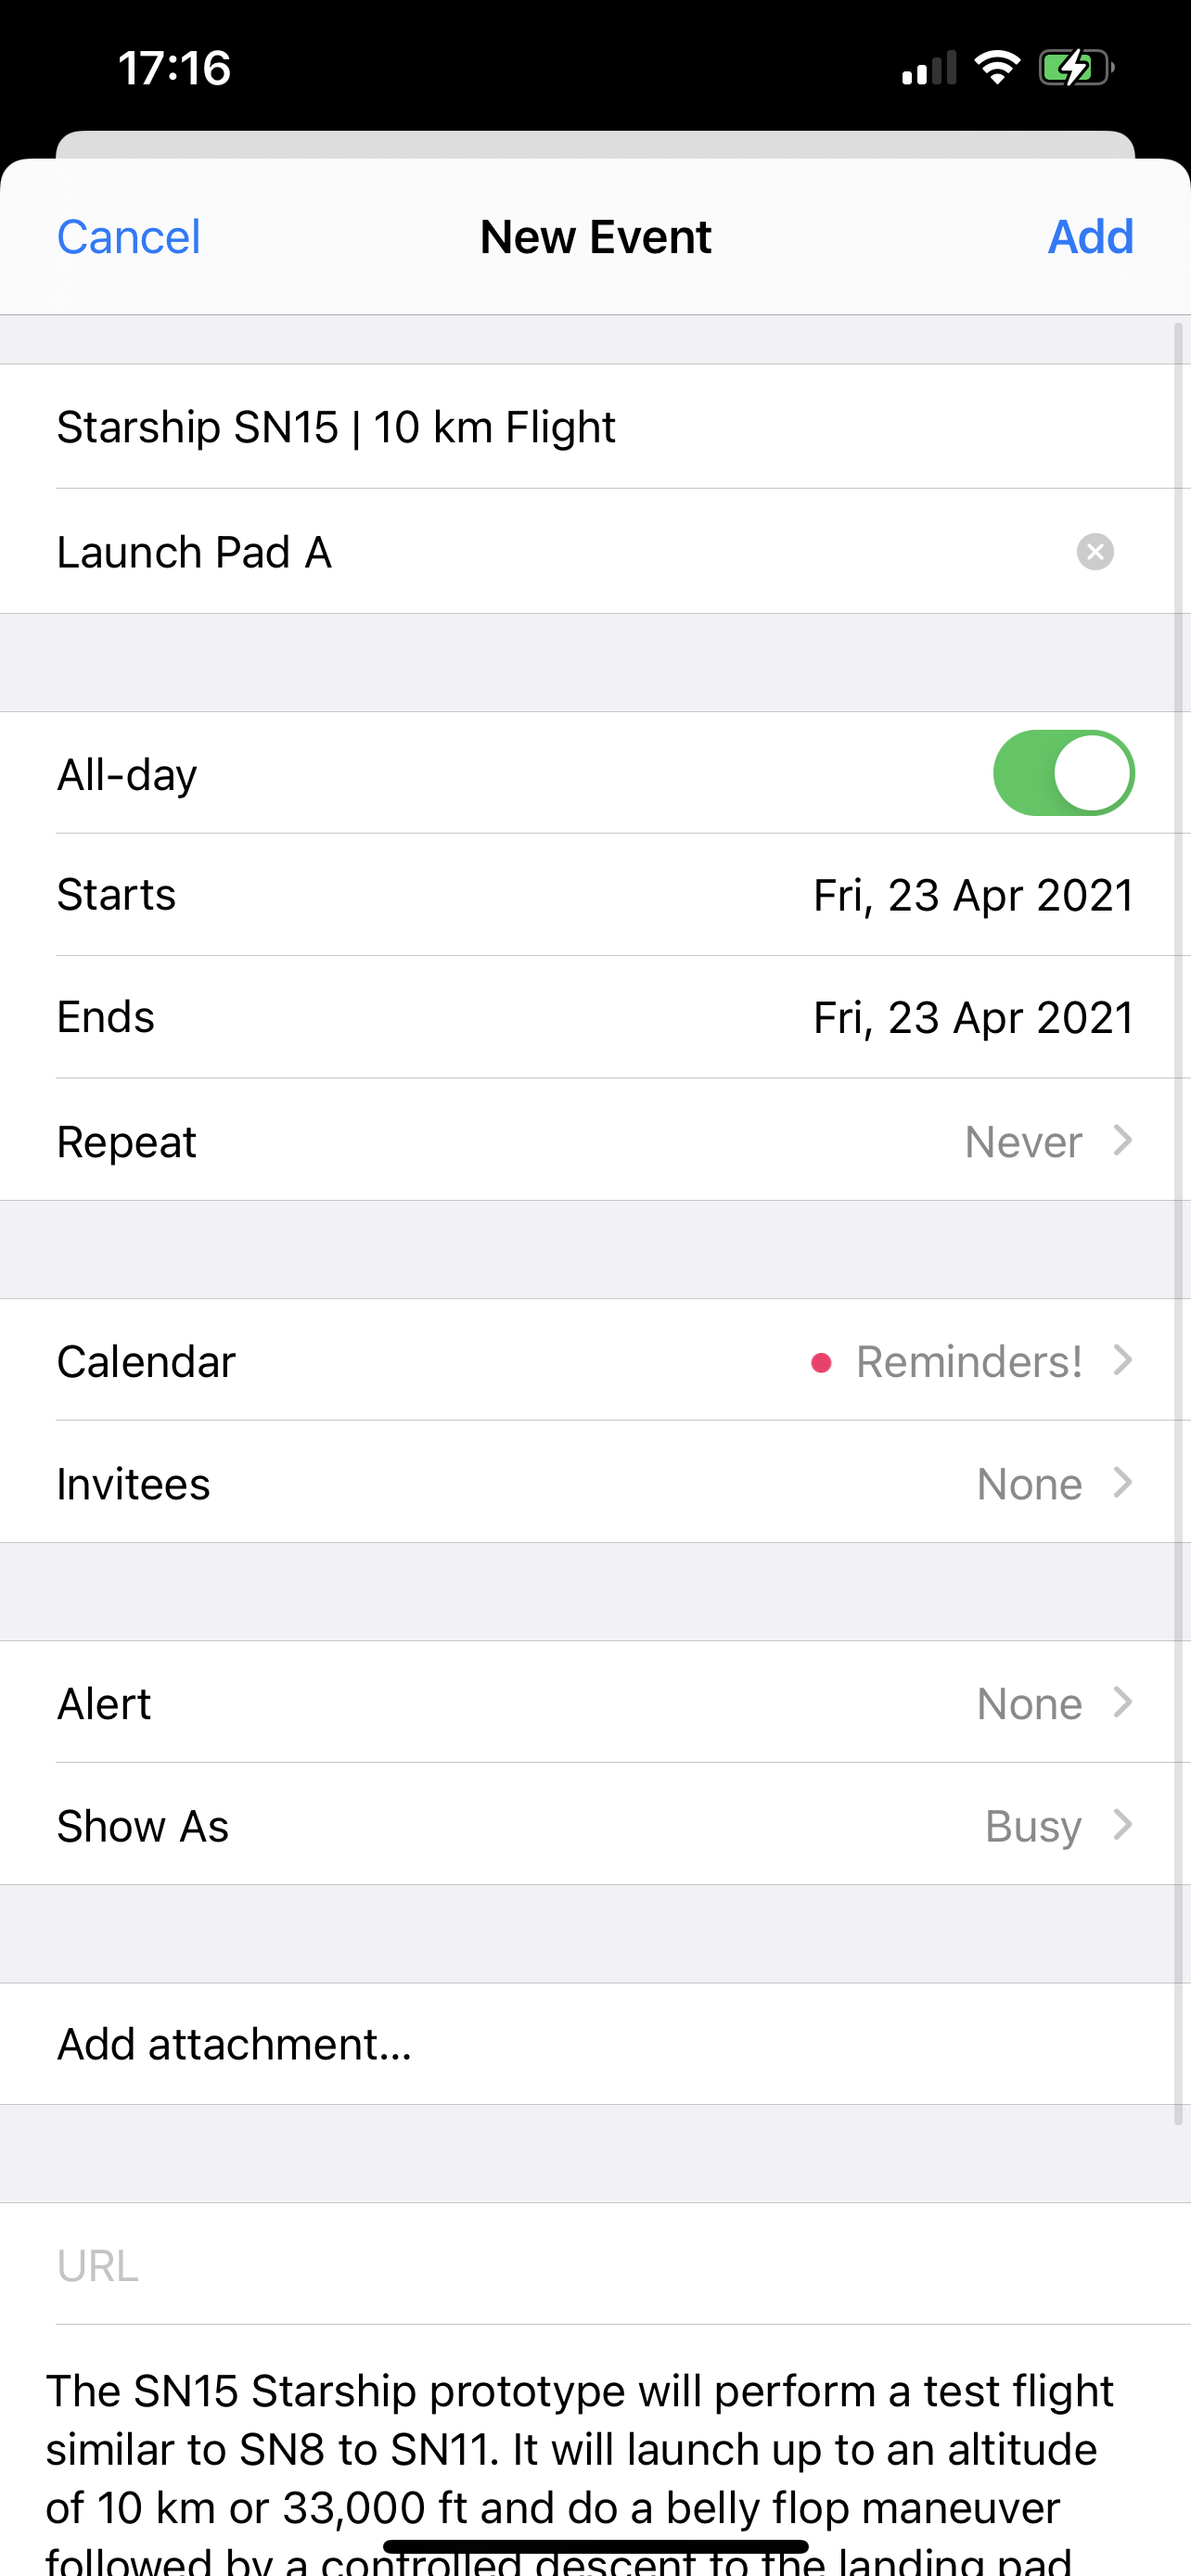 17:16
Cancel New Event Add
Starship SN15 | 10 km Flight
Launch Pad A
All-day
Starts Fri, 23 Apr 2021
Ends Fri, 23 Apr 2021
Repeat Never
Calendar Reminders!
Invitees None
Alert None
Show As Busy
Add attachment...
URL
The SN15 Starship prototype will perform a test flight
similar to SN8 to SN11. It will launch up to an altitude
of 10 km or 33,000 ft and do a belly flop maneuver
followed by a controlled descent to the landing pad